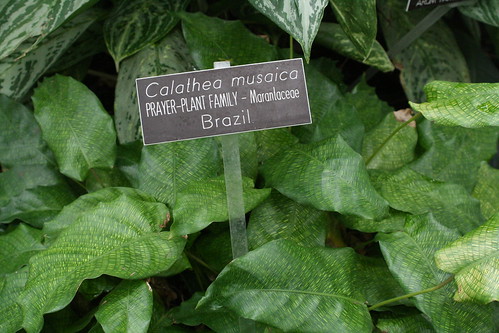 Calathea musaica
PRAYER-PLANT FAMILY - Marantaceae
Brazil